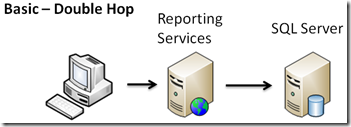 Basic – Double Hop
Reporting
Services
SQL Server